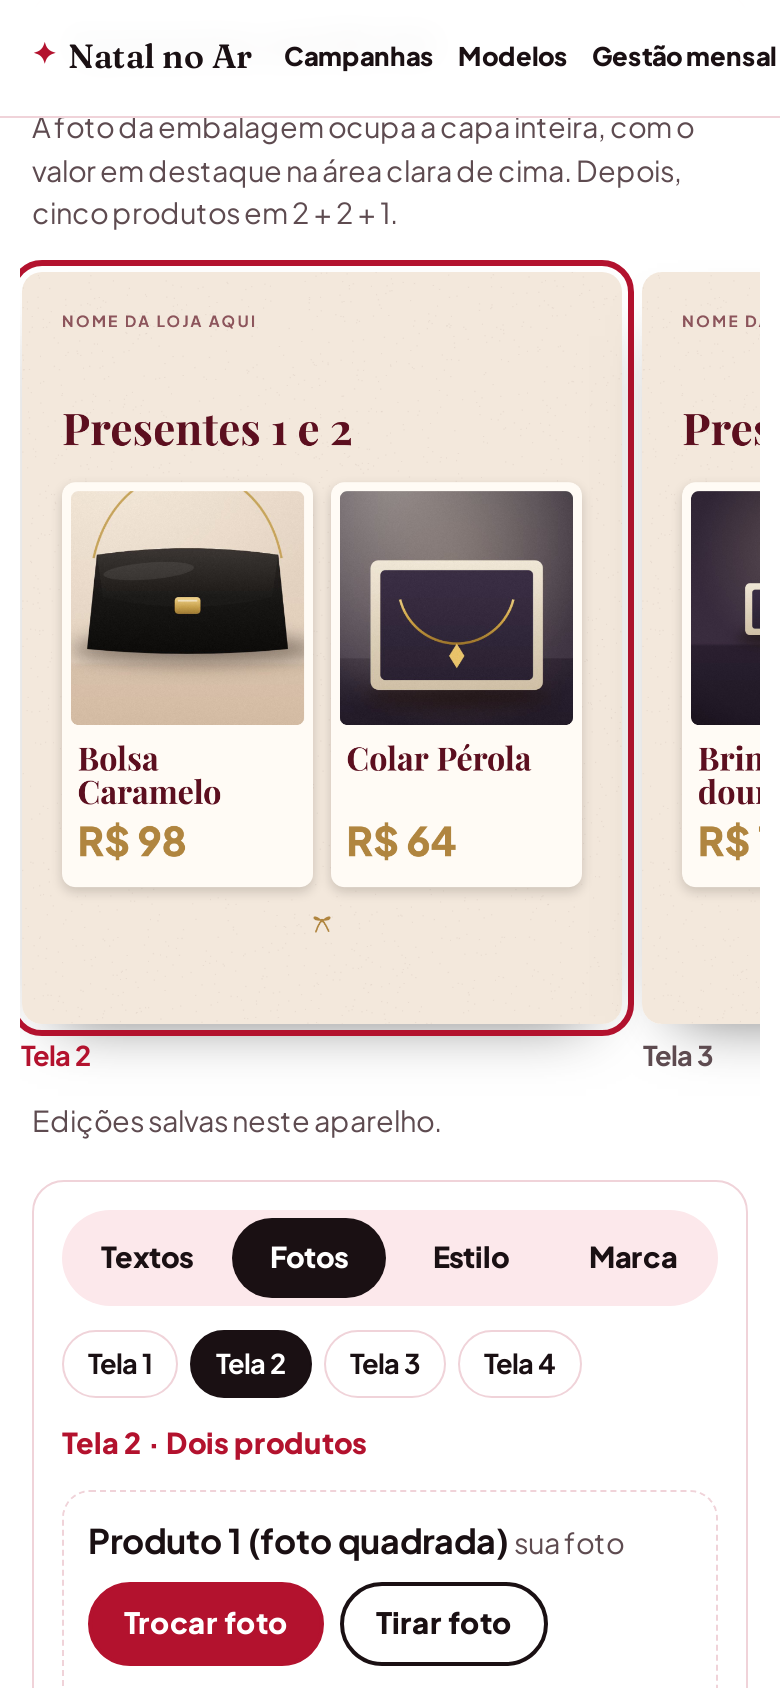 Natal no Ar Campanhas Modelos Gestão mensal
A foto da embalagem ocupa a capa inteira, com o
valor em destaque na área clara de cima. Depois,
cinco produtos em 2 + 2 + 1.
NOME DA LOJA AQUI
Presentes 1 e 2
Bolsa
Caramelo
R$ 98
Colar Pérola
R$ 64
NOME
R$
Tela 2
Tela 3
Edições salvas neste aparelho.
Textos Fotos Estilo Marca
Tela 1 Tela 2 Tela 3 Tela 4
Tela 2 · Dois produtos
Produto 1 (foto quadrada) sua foto
Trocar foto Tirar foto